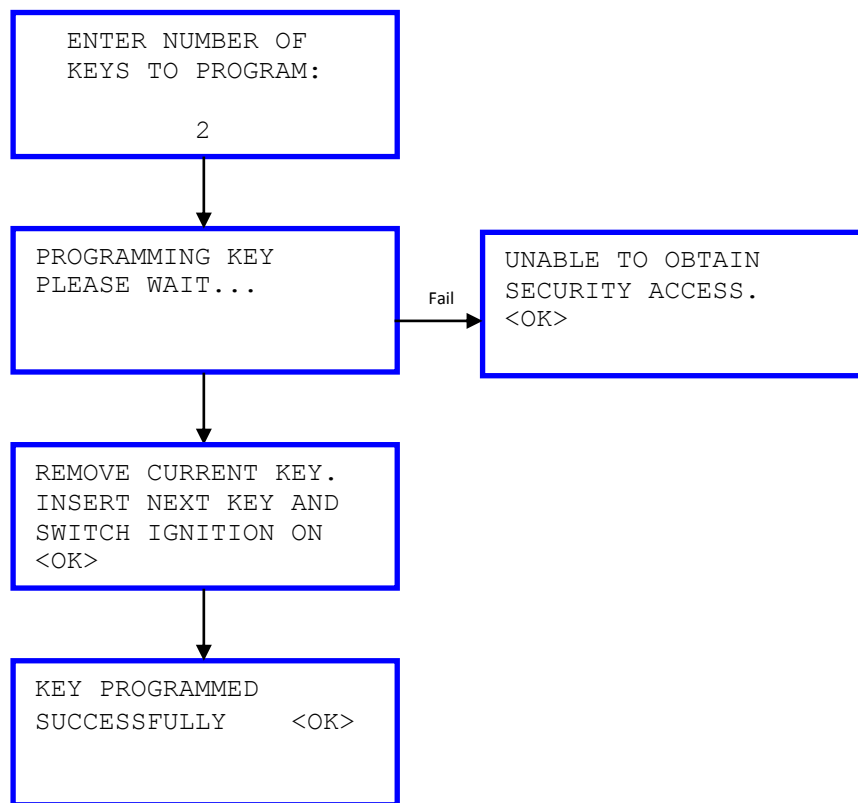 ENTER NUMBER OF
KEYS TO PROGRAM:
2
PROGRAMMING KEY
PLEASE WAIT...
Fail
UNABLE TO OBTAIN
SECURITY ACCESS.
<OK>
REMOVE CURRENT KEY.
INSERT NEXT KEY AND
SWITCH IGNITION ON
<OK>
KEY PROGRAMMED
SUCCESSFULLY <OK>